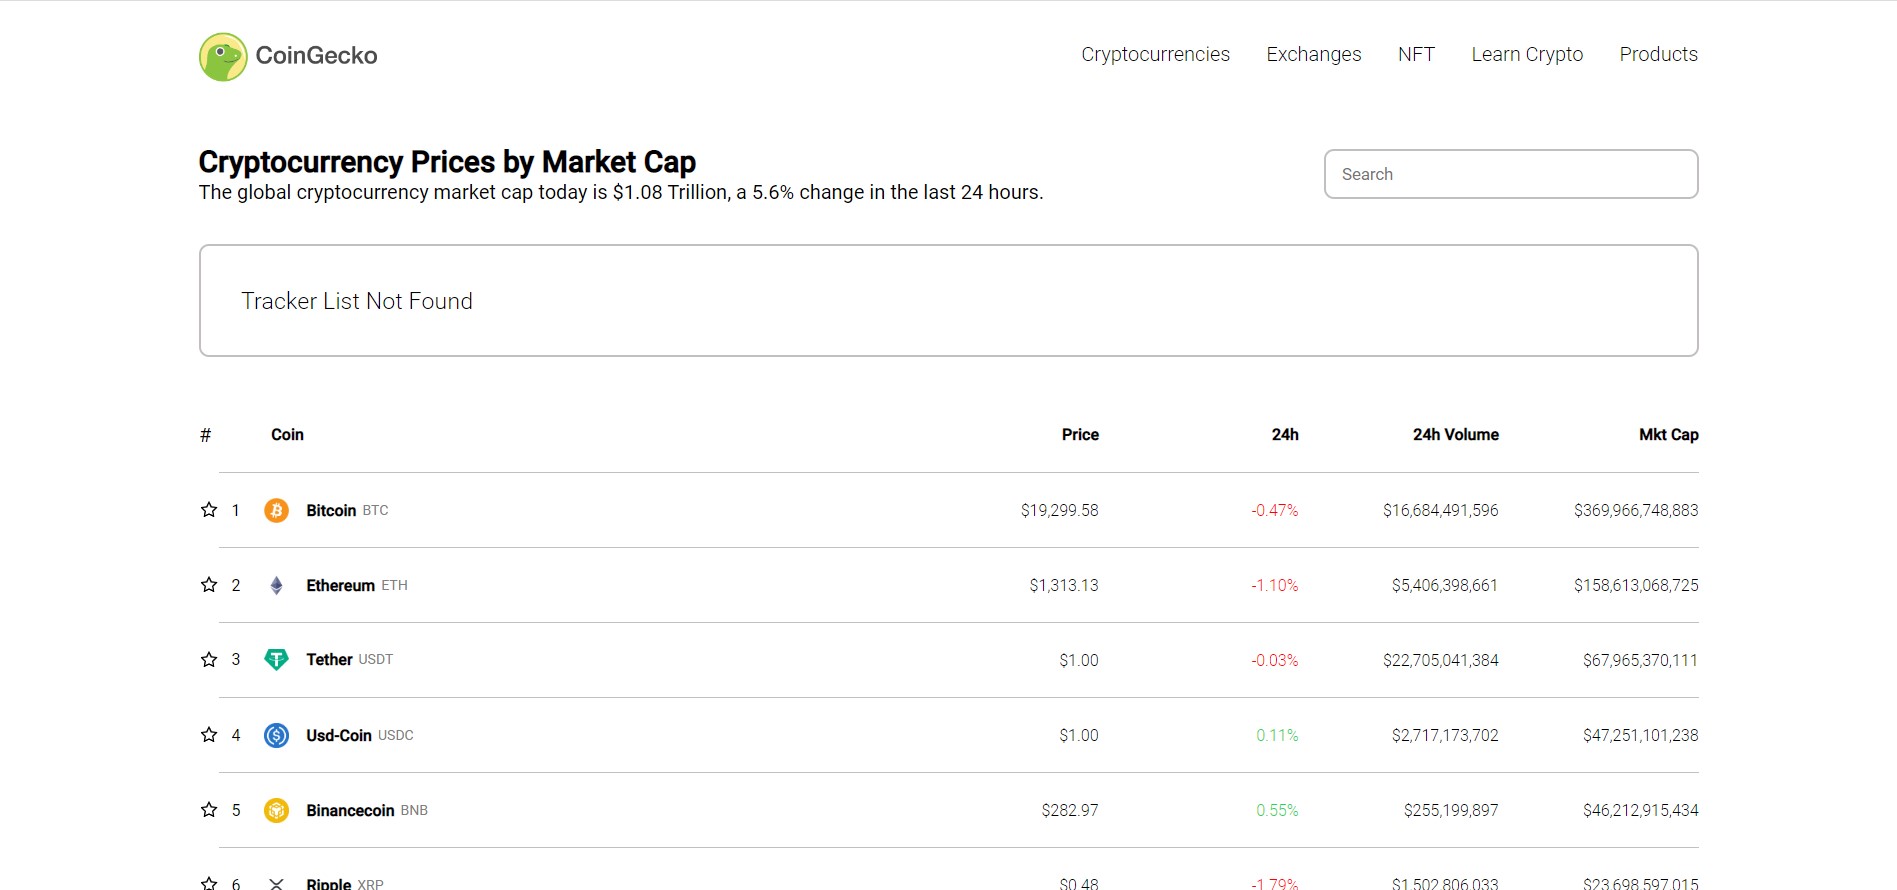 CoinGecko Cryptocurrencies Exchanges NFT Learn Crypto Products
Cryptocurrency Prices by Market Cap
The global cryptocurrency market cap today is $1.08 Trillion, a 5.6% change in the last 24 hours.
Search
Tracker List Not Found
# Coin Price 24h 24h Volume Mkt Cap
1 Bitcoin BTC $19,299.58 -0.47% $16,684,491,596 $369,966,748,883
2 Ethereum ETH $1,313.13 -1.10% $5,406,398,661 $158,613,068,725
3 Tether USDT $1.00 -0.03% $22,705,041,384 $67,965,370,111
4 Usd-Coin USDC $1.00 0.11% $2,717,173,702 $47,251,101,238
5 Binancecoin BNB $282.97 0.55% $255,199,897 $46,212,915,434
6 Ripple XRP $0.48 -1.79% $1,502,806,033 $23,698,597,015